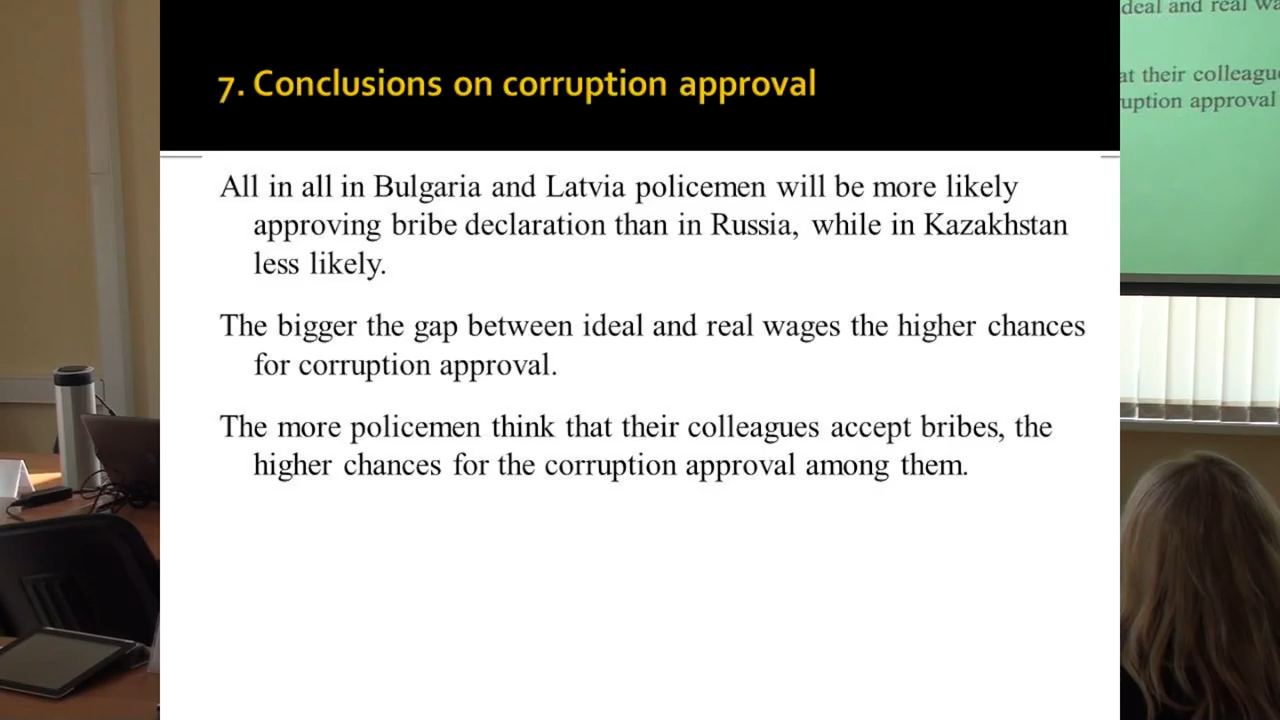 7. Conclusions on corruption approval
All in all in Bulgaria and Latvia policemen will be more likely
approving bribe declaration than in Russia, while in Kazakhstan
less likely.
The bigger the gap between ideal and real wages the higher chances
for corruption approval.
The more policemen think that their colleagues accept bribes, the
higher chances for the corruption approval among them.
deal and real wa
at their colleagu
uption approval